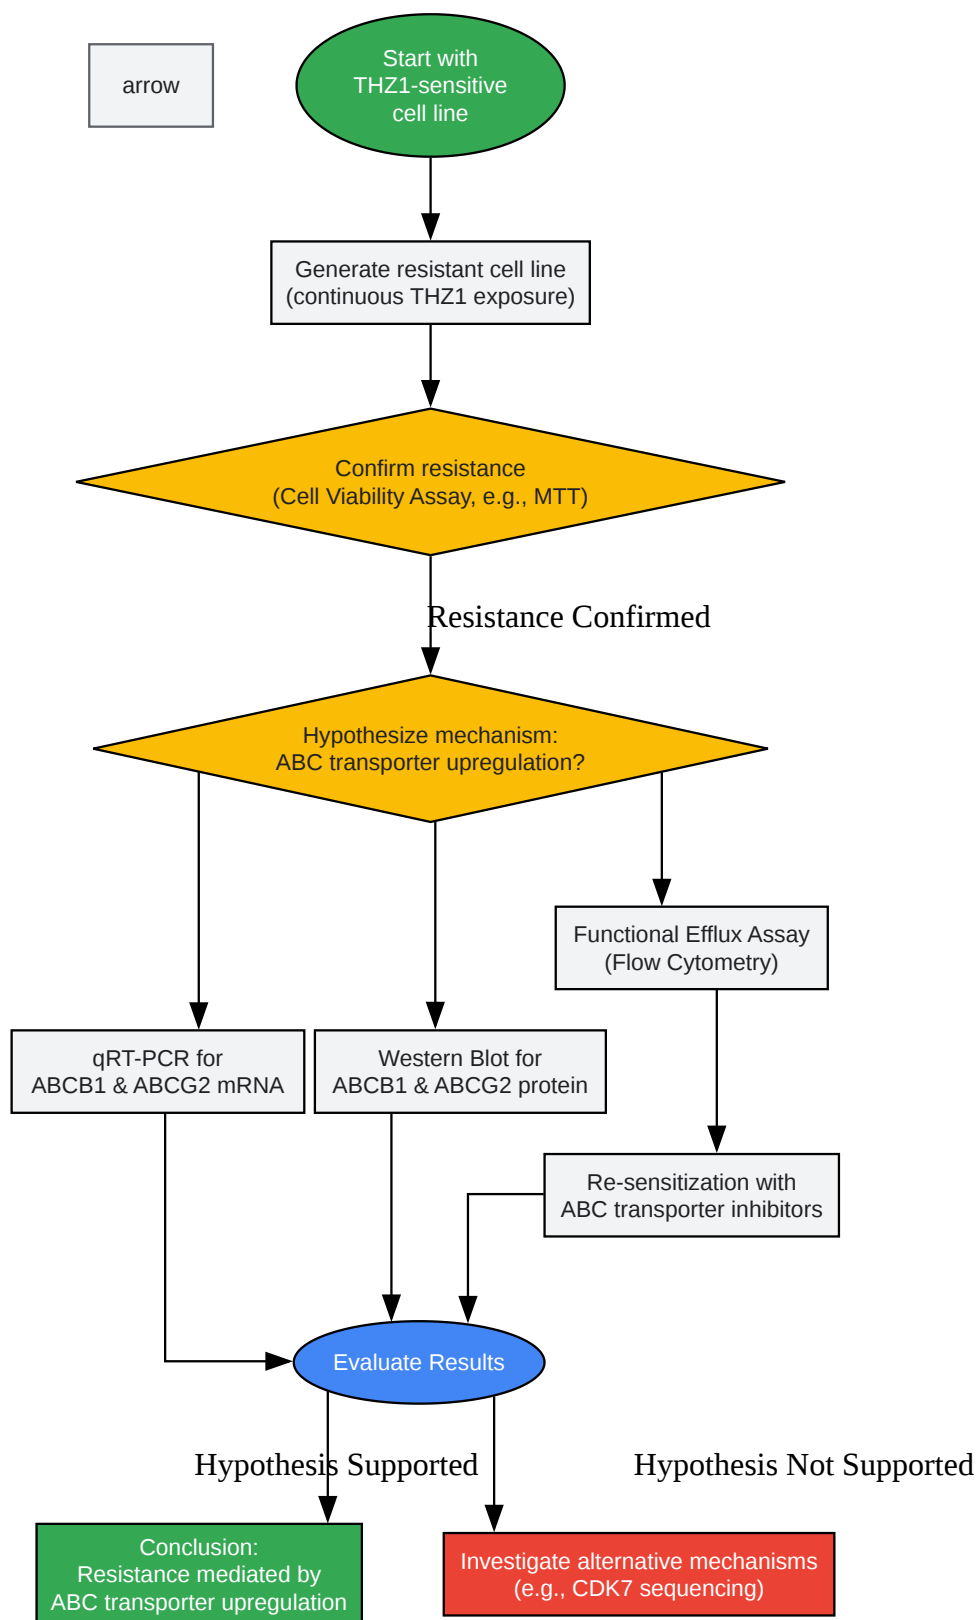 arrow
Start with
THZ1-sensitive
cell line
Generate resistant cell line
(continuous THZ1 exposure)
Confirm resistance
(Cell Viability Assay, e.g., MTT)
Resistance Confirmed
Hypothesize mechanism:
ABC transporter upregulation?
Functional Efflux Assay
(Flow Cytometry)
qRT-PCR for
ABCB1 & ABCG2 mRNA
Western Blot for
ABCB1 & ABCG2 protein
Re-sensitization with
ABC transporter inhibitors
Evaluate Results
Hypothesis Supported
Hypothesis Not Supported
Conclusion:
Resistance mediated by
ABC transporter upregulation
Investigate alternative mechanisms
(e.g., CDK7 sequencing)